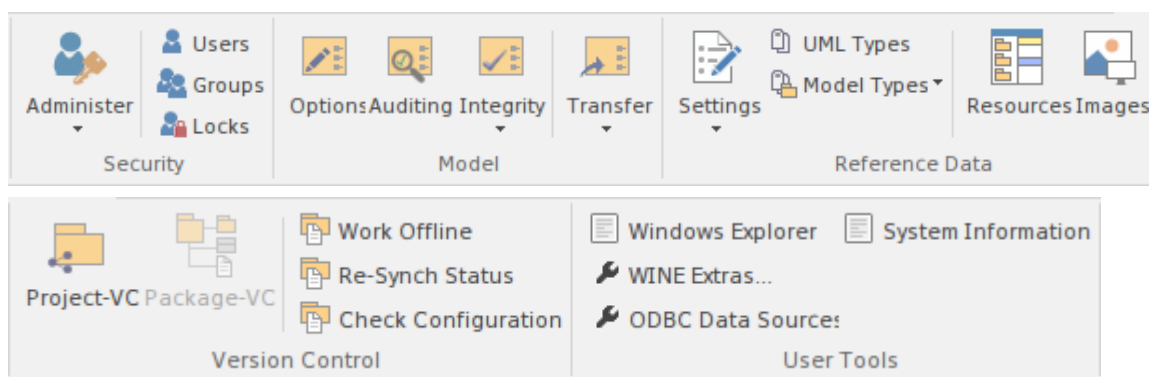 Users
Groups
Locks
Administer
Security
Options Auditing Integrity Transfer
Model
Settings
UML Types
Model Types
Resources Images
Reference Data
Project-VC Package-VC
Work Offline
Re-Synch Status
Check Configuration
Version Control
Windows Explorer
WINE Extras...
ODBC Data Sources
System Information
User Tools